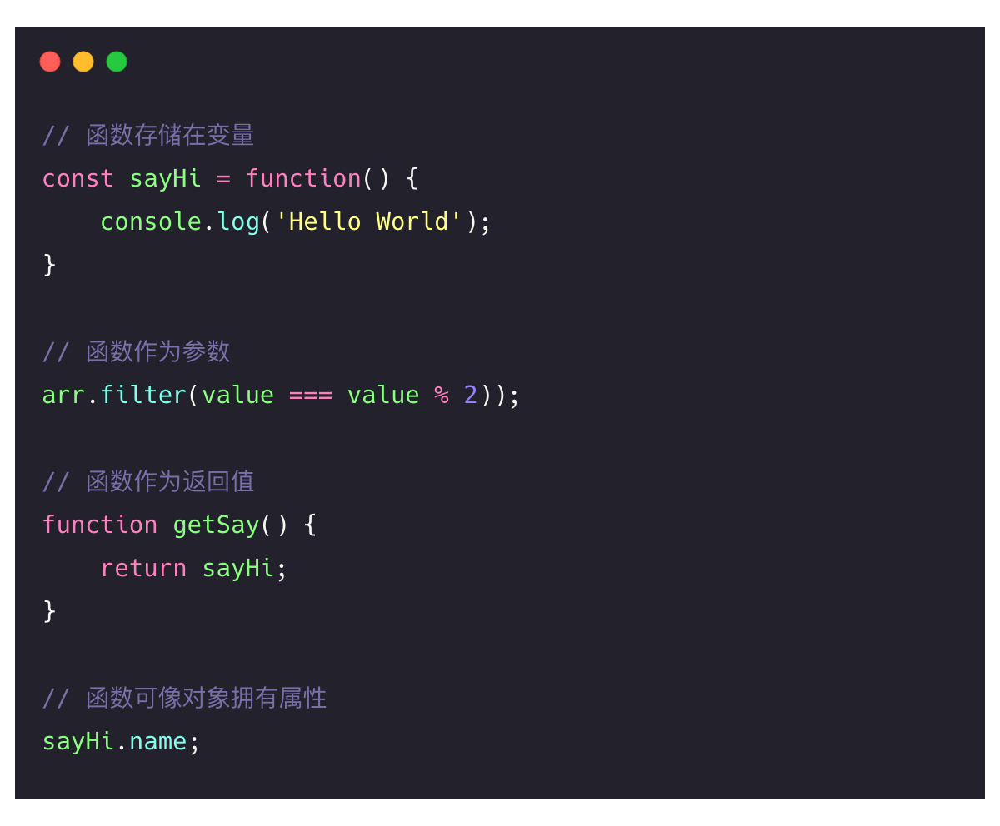 // 函数存储在变量
const sayHi = function() {
    console.log('Hello World');
}
// 函数作为参数
arr.filter(value === value % 2));
// 函数作为返回值
function getSay() {
    return sayHi;
}
// 函数可像对象拥有属性
sayHi.name;